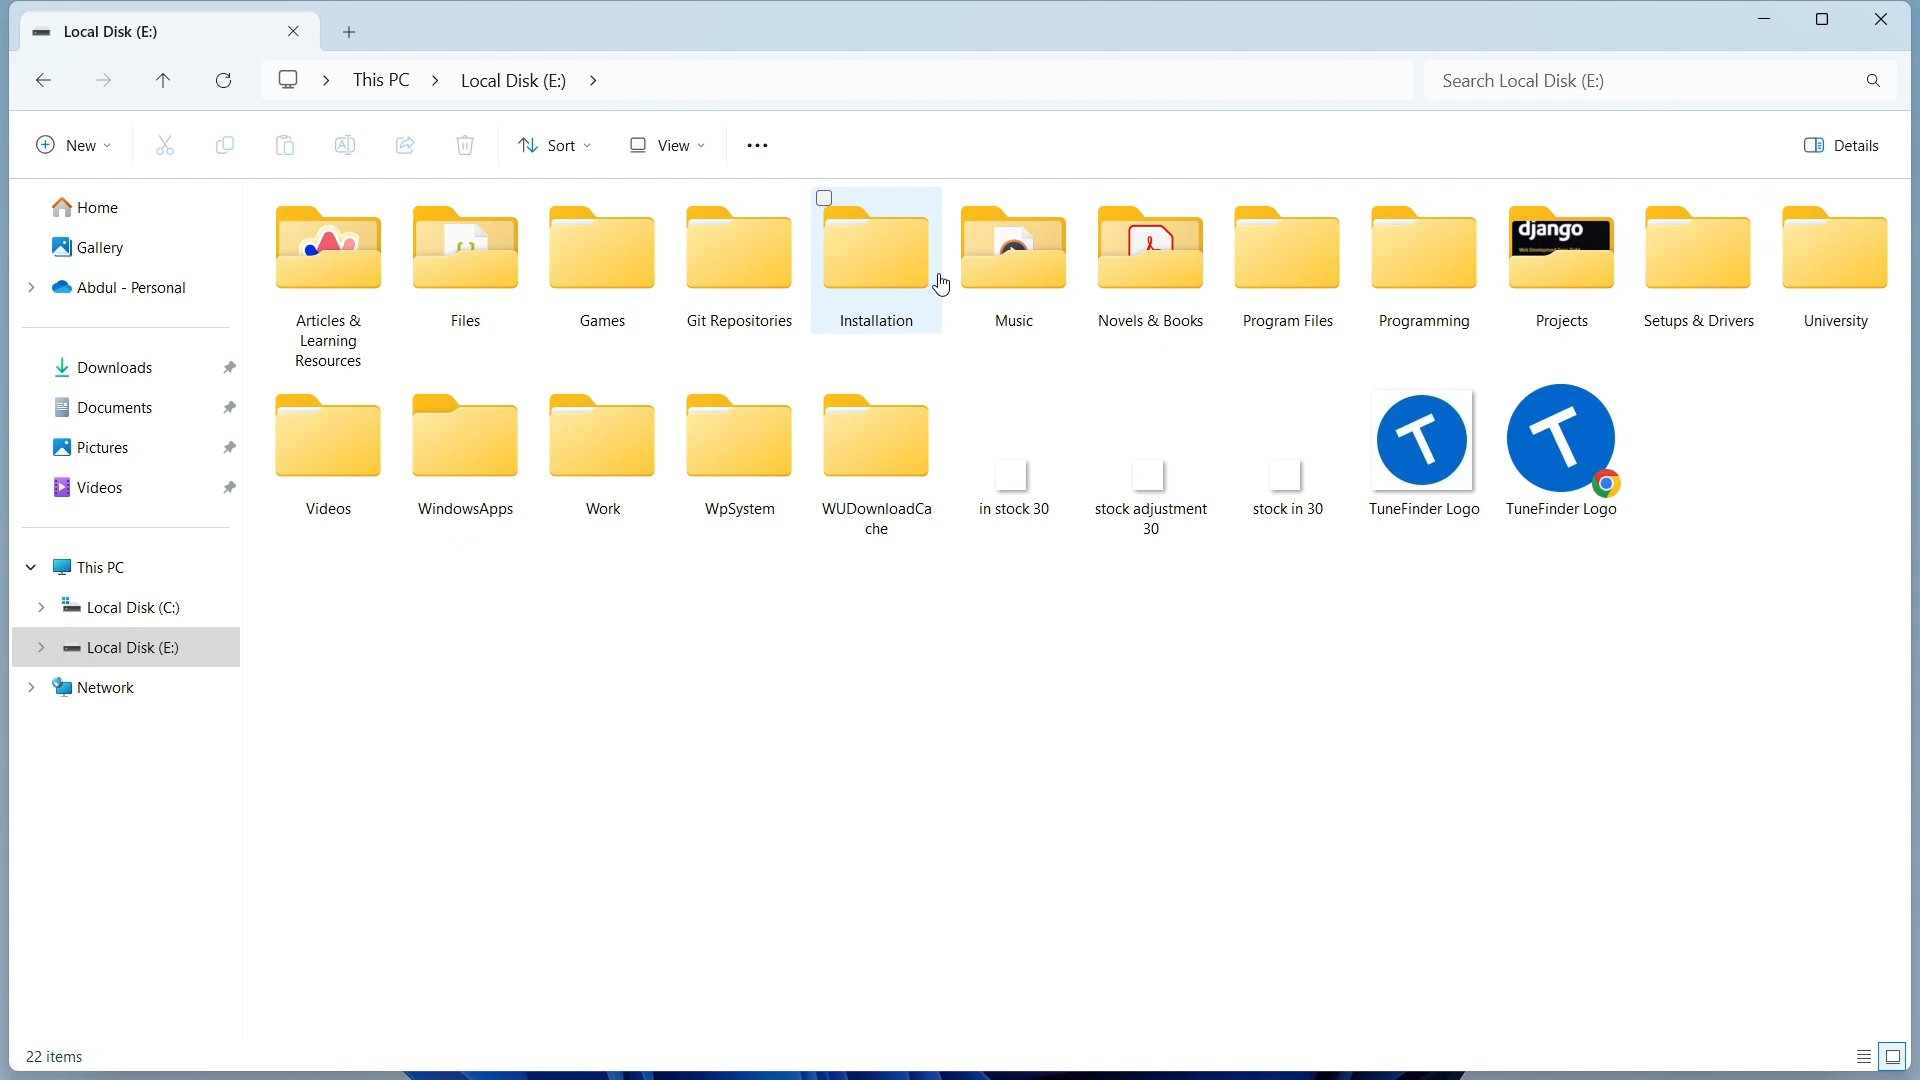 Local Disk (E:)
This PC
Local Disk (E:)
Search Local Disk (E:)
New
Sort
View
Details
Home
Gallery
Abdul - Personal
Downloads
Documents
Pictures
Videos
This PC
Local Disk (C:)
Local Disk (E:)
Network
django
Articles &
Learning
Resources
Files
Games
Git Repositories
Installation
Music
Novels & Books
Program Files
Programming
Projects
Setups & Drivers
University
T
T
Videos
WindowsApps
Work
WpSystem
WUDownloadCa
che
in stock 30
stock adjustment
30
stock in 30
TuneFinder Logo
TuneFinder Logo
22 items